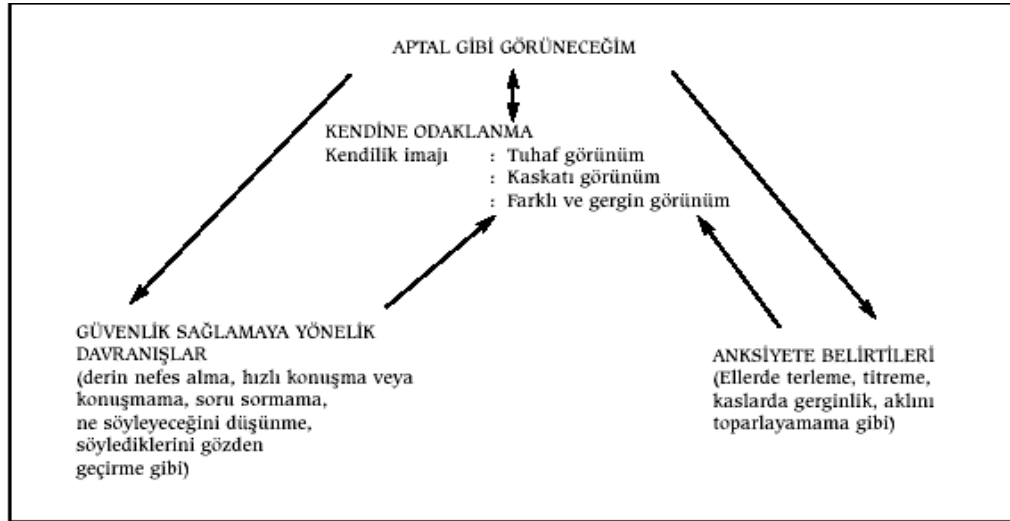 APTAL GİBİ GÖRÜNECEĞİM
KENDİNE ODAKLANMA
Kendilik imajı : Tuhaf görünüm
: Kaskatı görünüm
: Farklı ve gergin görünüm
GÜVENLİK SAĞLAMAYA YÖNELİK
DAVRANIŞLAR
(derin nefes alma, hızlı konuşma veya
konuşmama, soru sormama,
ne söyleyeceğini düşünme,
söylediklerini gözden
geçirme gibi)
ANKSİYETE BELİRTİLERİ
(Ellerde terleme, titreme,
kaslarda gerginlik, aklını
toparlayamama gibi)